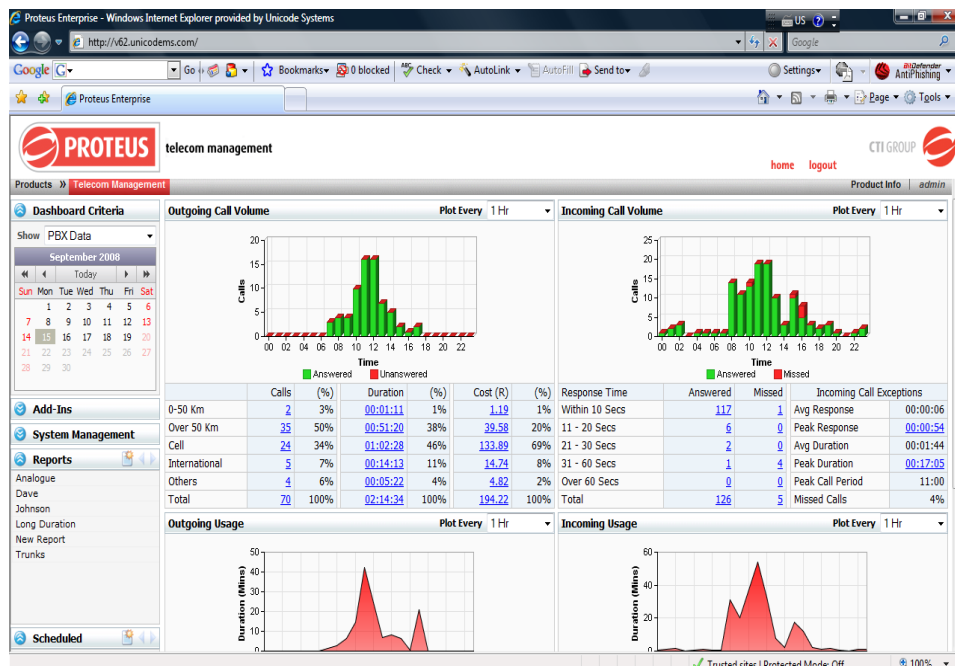 Proteus Enterprise - Windows Internet Explorer provided by Unicode Systems
US
http://v62.unicodems.com/
Google
Google G
Go
Bookmarks
0 blocked
Check
AutoLink
AutoFill
Send to
Settings
BitDefender
AntiPhishing
Proteus Enterprise
Page
Tools
PROTEUS
telecom management
CTI GROUP
home logout
Products » Telecom Management
Product Info | admin
Dashboard Criteria
Show PBX Data
September 2008
Today
Sun Mon Tue Wed Thu Fri Sat
1 2 3 4 5 6
7 8 9 10 11 12 13
14 15 16 17 18 19 20
21 22 23 24 25 26 27
28 29 30
Add-Ins
System Management
Reports
Analogue
Dave
Johnson
Long Duration
New Report
Trunks
Scheduled
Outgoing Call Volume Plot Every 1 Hr
20
15
10
5
0
Calls
00 02 04 06 08 10 12 14 16 18 20 22
Time
Answered Unanswered
Calls (%) Duration (%) Cost (R) (%)
0-50 Km 2 3% 00:01:11 1% 1.19 1%
Over 50 Km 35 50% 00:51:20 38% 39.58 20%
Cell 24 34% 01:02:28 46% 133.89 69%
International 5 7% 00:14:13 11% 14.74 8%
Others 4 6% 00:05:22 4% 4.82 2%
Total 70 100% 02:14:34 100% 194.22 100%
Incoming Call Volume Plot Every 1 Hr
25
20
15
10
5
0
Calls
00 02 04 06 08 10 12 14 16 18 20 22
Time
Answered Missed
Response Time Answered Missed Incoming Call Exceptions
Within 10 Secs 117 1 Avg Response 00:00:06
11 - 20 Secs 6 0 Peak Response 00:00:54
21 - 30 Secs 2 0 Avg Duration 00:01:44
31 - 60 Secs 1 4 Peak Duration 00:17:05
Over 60 Secs 0 0 Peak Call Period 11:00
Total 126 5 Missed Calls 4%
Outgoing Usage Plot Every 1 Hr
50
40
30
20
10
0
Duration (Mins)
Incoming Usage Plot Every 1 Hr
60
40
20
0
Duration (Mins)
Trusted sites | Protected Mode: Off
100%